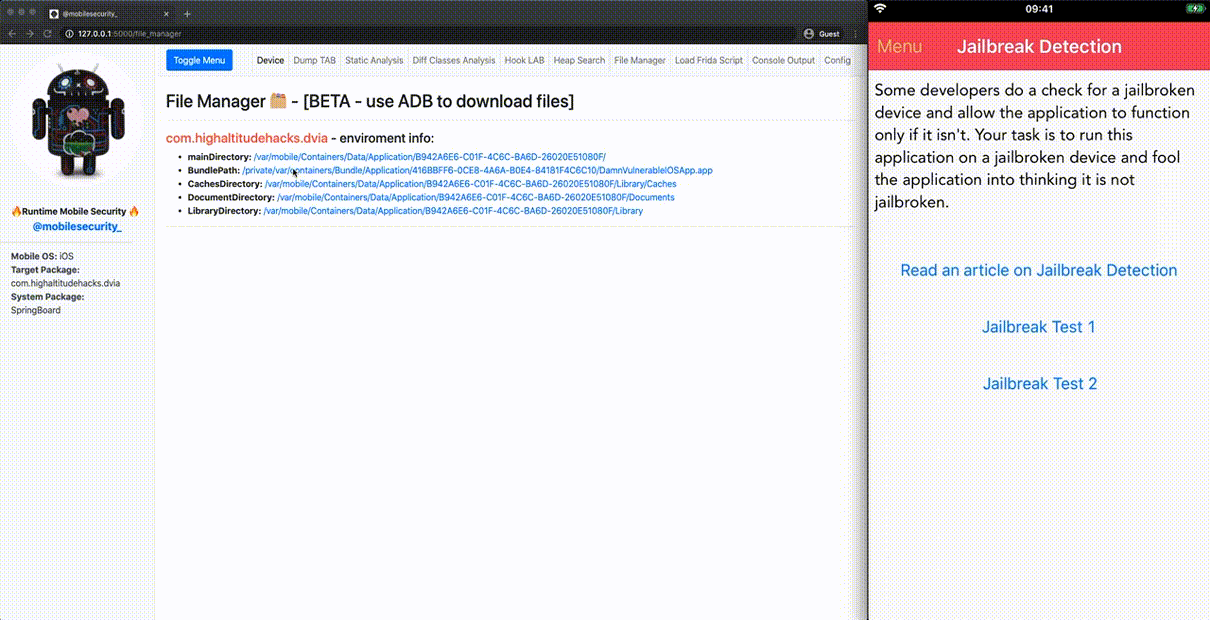 @mobilesecurity_
127.0.0.1:5000/file_manager
Guest
🔥Runtime Mobile Security 🔥
@mobilesecurity_
Mobile OS: iOS
Target Package:
com.highaltitudehacks.dvia
System Package:
SpringBoard
Toggle Menu
Device
Dump TAB
Static Analysis
Diff Classes Analysis
Hook LAB
Heap Search
File Manager
Load Frida Script
Console Output
Config
File Manager 🗂️ - [BETA - use ADB to download files]
com.highaltitudehacks.dvia - enviroment info:
mainDirectory: /var/mobile/Containers/Data/Application/B942A6E6-C01F-4C6C-BA6D-26020E51080F/
BundlePath: /private/var/containers/Bundle/Application/416BBFF6-0CE8-4A6A-B0E4-84181F4C6C10/DamnVulnerableIOSApp.app
CachesDirectory: /var/mobile/Containers/Data/Application/B942A6E6-C01F-4C6C-BA6D-26020E51080F/Library/Caches
DocumentDirectory: /var/mobile/Containers/Data/Application/B942A6E6-C01F-4C6C-BA6D-26020E51080F/Documents
LibraryDirectory: /var/mobile/Containers/Data/Application/B942A6E6-C01F-4C6C-BA6D-26020E51080F/Library
09:41
Menu
Jailbreak Detection
Some developers do a check for a jailbroken
device and allow the application to function
only if it isn't. Your task is to run this
application on a jailbroken device and fool
the application into thinking it is not
jailbroken.
Read an article on Jailbreak Detection
Jailbreak Test 1
Jailbreak Test 2